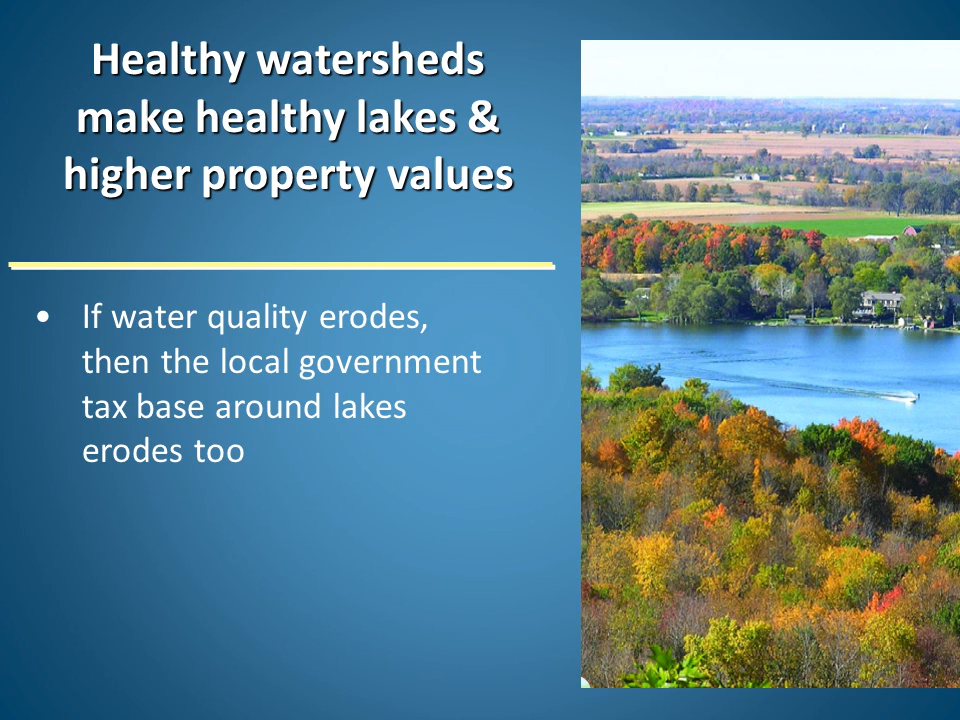 Healthy watersheds
make healthy lakes &
higher property values
• If water quality erodes,
then the local government
tax base around lakes
erodes too